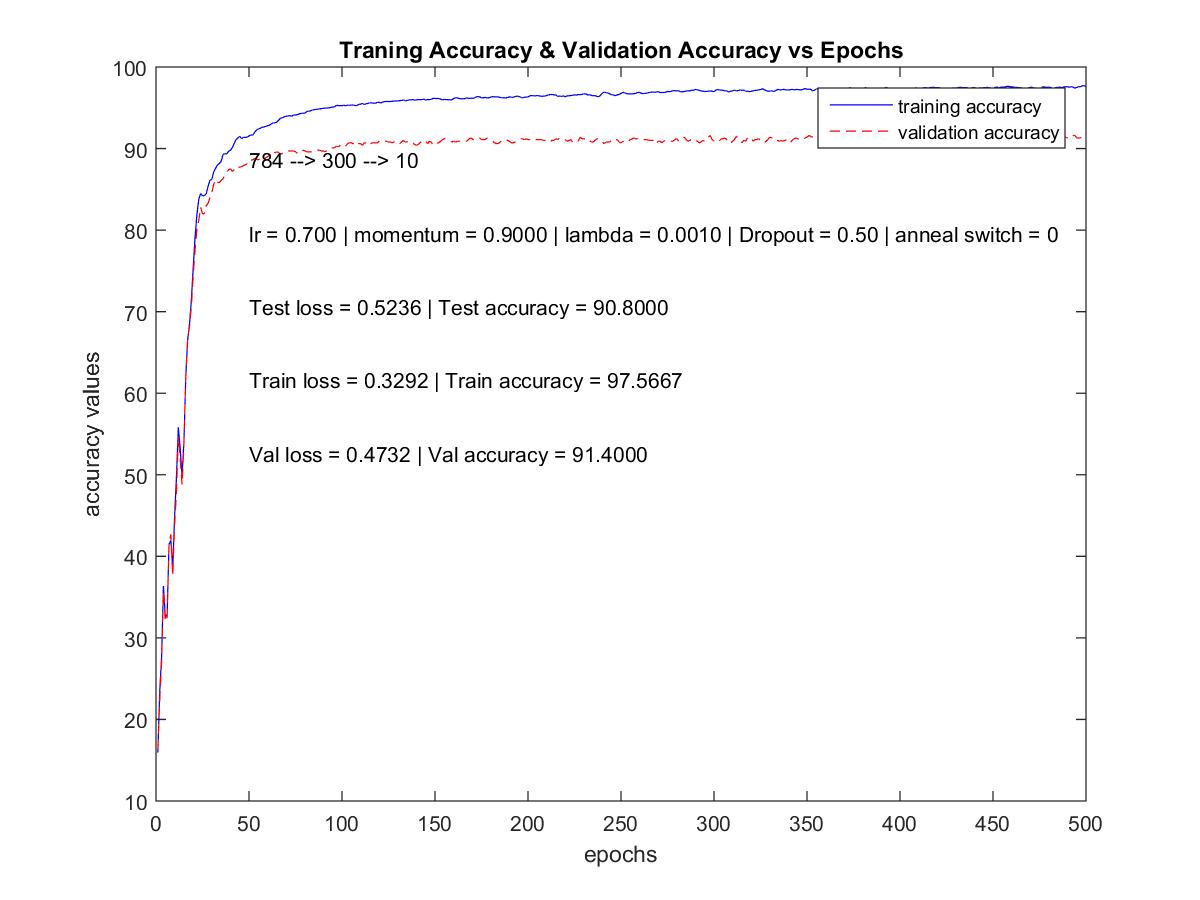 Traning Accuracy & Validation Accuracy vs Epochs
100
90
80
70
60
50
40
30
20
10
accuracy values
training accuracy
validation accuracy
784 --> 300 --> 10
lr = 0.700 | momentum = 0.9000 | lambda = 0.0010 | Dropout = 0.50 | anneal switch = 0
Test loss = 0.5236 | Test accuracy = 90.8000
Train loss = 0.3292 | Train accuracy = 97.5667
Val loss = 0.4732 | Val accuracy = 91.4000
0 50 100 150 200 250 300 350 400 450 500
epochs